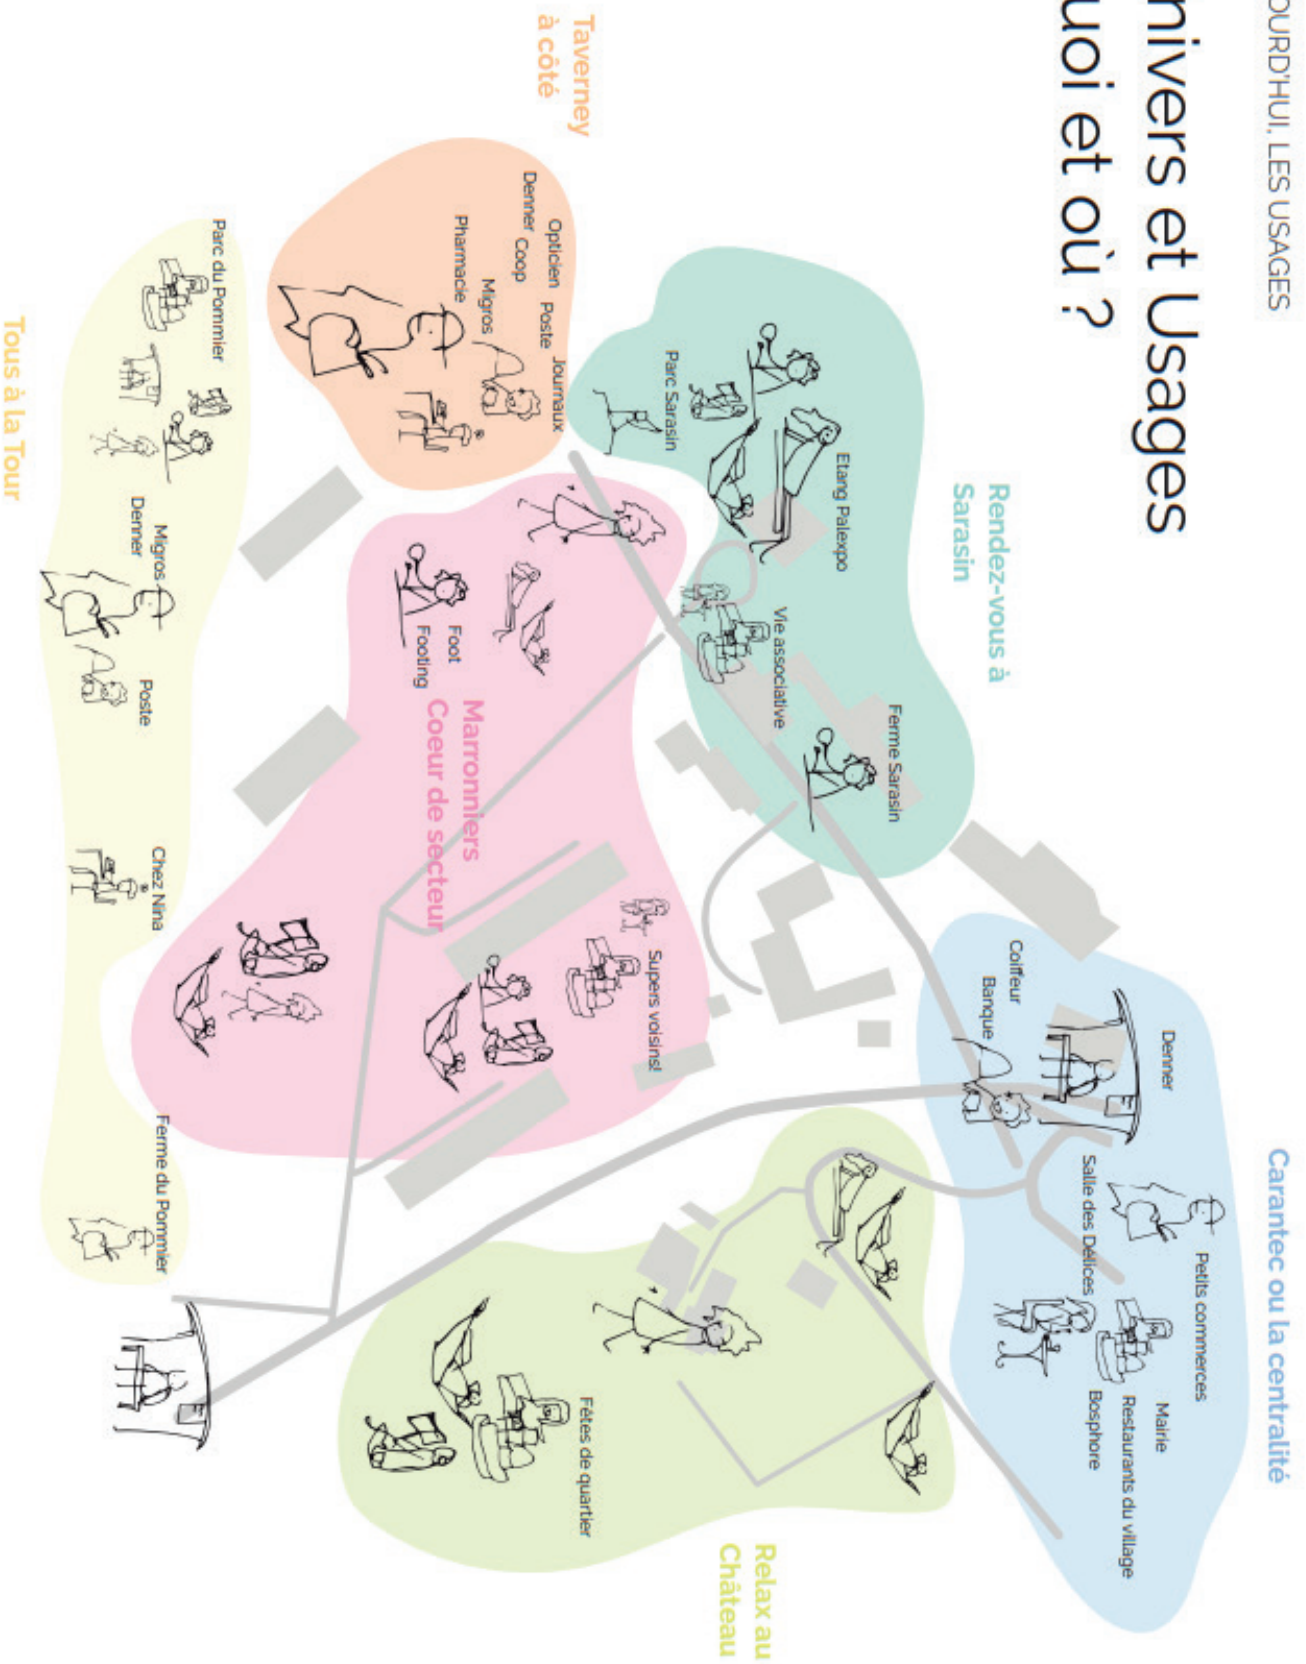 OURD'HUI, LES USAGES
nivers et Usages
uoi et où ?
Taverney
à côté
Opticien
Poste
Journaux
Denner
Coop
Migros
Pharmacie
Rendez-vous à
Sarasin
Etang Palexpo
Parc Sarasin
Vie associative
Ferme Sarasin
Carantec ou la centralité
Denner
Coiffeur
Banque
Petits commerces
Salle des Délices
Mairie
Restaurants du village
Bosphore
Marronniers
Coeur de secteur
Foot
Footing
Supers voisins!
Relax au
Château
Fêtes de quartier
Tous à la Tour
Parc du Pommier
Migros
Denner
Poste
Chez Nina
Ferme du Pommier